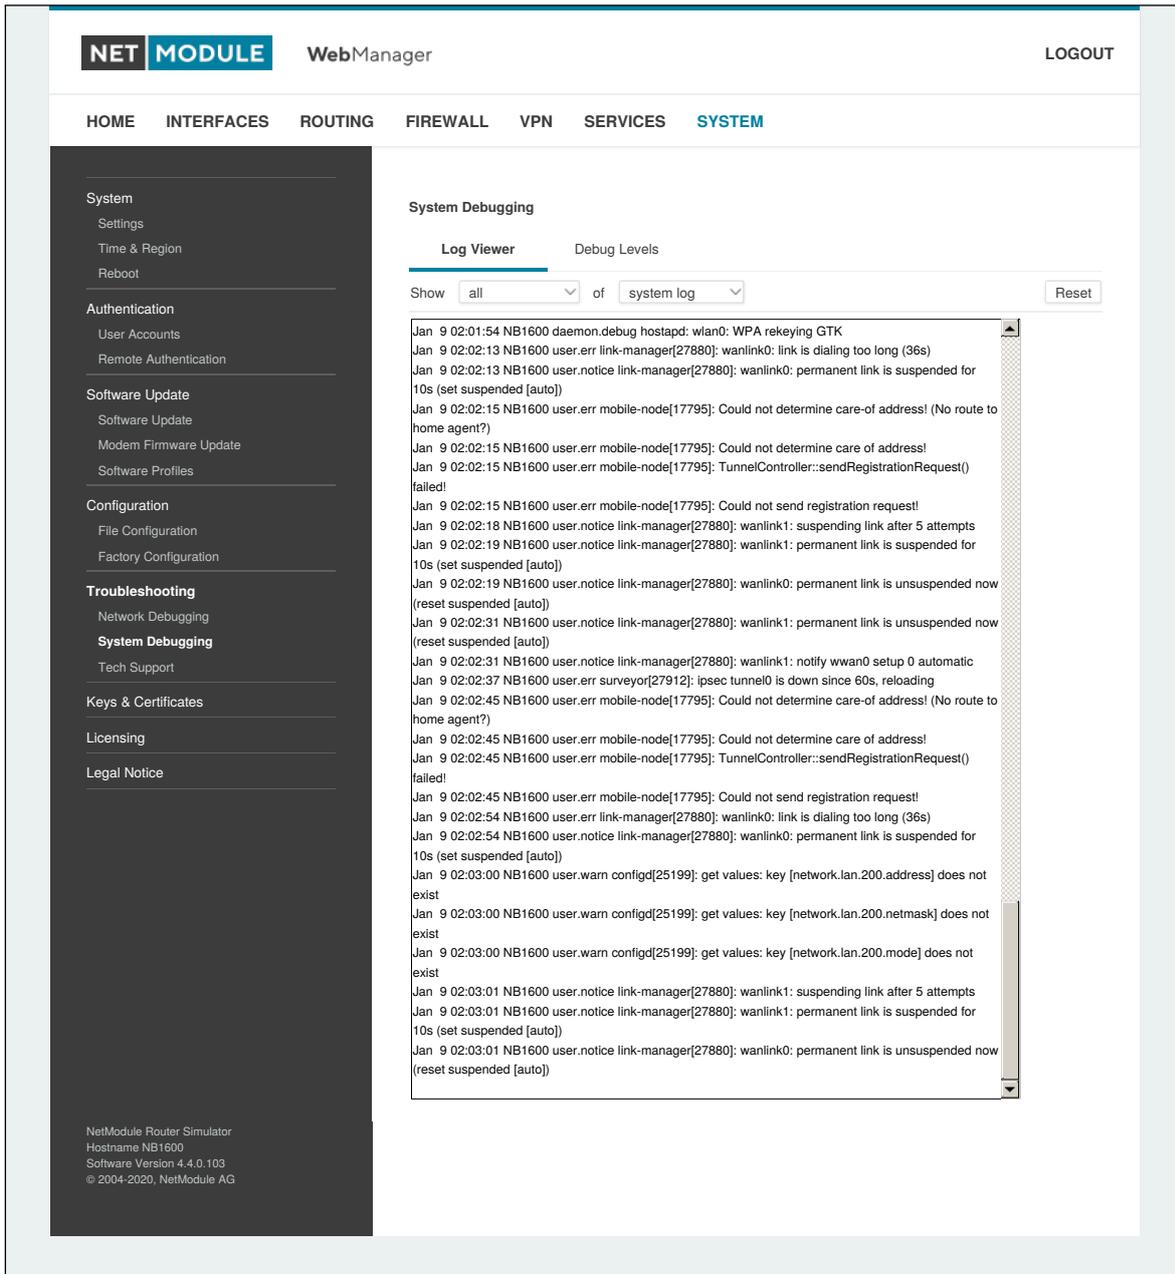 NET MODULE WebManager LOGOUT
HOME INTERFACES ROUTING FIREWALL VPN SERVICES SYSTEM
System
Settings
Time & Region
Reboot
Authentication
User Accounts
Remote Authentication
Software Update
Software Update
Modem Firmware Update
Software Profiles
Configuration
File Configuration
Factory Configuration
Troubleshooting
Network Debugging
System Debugging
Tech Support
Keys & Certificates
Licensing
Legal Notice
NetModule Router Simulator
Hostname NB1600
Software Version 4.4.0.103
© 2004-2020, NetModule AG
System Debugging
Log Viewer Debug Levels
Show all of system log Reset
Jan  9 02:01:54 NB1600 daemon.debug hostapd: wlan0: WPA rekeying GTK
Jan  9 02:02:13 NB1600 user.err link-manager[27880]: wanlink0: link is dialing too long (36s)
Jan  9 02:02:13 NB1600 user.notice link-manager[27880]: wanlink0: permanent link is suspended for
10s (set suspended [auto])
Jan  9 02:02:15 NB1600 user.err mobile-node[17795]: Could not determine care-of address! (No route to
home agent?)
Jan  9 02:02:15 NB1600 user.err mobile-node[17795]: Could not determine care of address!
Jan  9 02:02:15 NB1600 user.err mobile-node[17795]: TunnelController::sendRegistrationRequest()
failed!
Jan  9 02:02:15 NB1600 user.err mobile-node[17795]: Could not send registration request!
Jan  9 02:02:18 NB1600 user.notice link-manager[27880]: wanlink1: suspending link after 5 attempts
Jan  9 02:02:19 NB1600 user.notice link-manager[27880]: wanlink1: permanent link is suspended for
10s (set suspended [auto])
Jan  9 02:02:19 NB1600 user.notice link-manager[27880]: wanlink0: permanent link is unsuspended now
(reset suspended [auto])
Jan  9 02:02:31 NB1600 user.notice link-manager[27880]: wanlink1: permanent link is unsuspended now
(reset suspended [auto])
Jan  9 02:02:31 NB1600 user.notice link-manager[27880]: wanlink1: notify wwan0 setup 0 automatic
Jan  9 02:02:37 NB1600 user.err surveyor[27912]: ipsec tunnel0 is down since 60s, reloading
Jan  9 02:02:45 NB1600 user.err mobile-node[17795]: Could not determine care-of address! (No route to
home agent?)
Jan  9 02:02:45 NB1600 user.err mobile-node[17795]: Could not determine care of address!
Jan  9 02:02:45 NB1600 user.err mobile-node[17795]: TunnelController::sendRegistrationRequest()
failed!
Jan  9 02:02:45 NB1600 user.err mobile-node[17795]: Could not send registration request!
Jan  9 02:02:54 NB1600 user.err link-manager[27880]: wanlink0: link is dialing too long (36s)
Jan  9 02:02:54 NB1600 user.notice link-manager[27880]: wanlink0: permanent link is suspended for
10s (set suspended [auto])
Jan  9 02:03:00 NB1600 user.warn configd[25199]: get values: key [network.lan.200.address] does not
exist
Jan  9 02:03:00 NB1600 user.warn configd[25199]: get values: key [network.lan.200.netmask] does not
exist
Jan  9 02:03:00 NB1600 user.warn configd[25199]: get values: key [network.lan.200.mode] does not
exist
Jan  9 02:03:01 NB1600 user.notice link-manager[27880]: wanlink1: suspending link after 5 attempts
Jan  9 02:03:01 NB1600 user.notice link-manager[27880]: wanlink1: permanent link is suspended for
10s (set suspended [auto])
Jan  9 02:03:01 NB1600 user.notice link-manager[27880]: wanlink0: permanent link is unsuspended now
(reset suspended [auto])